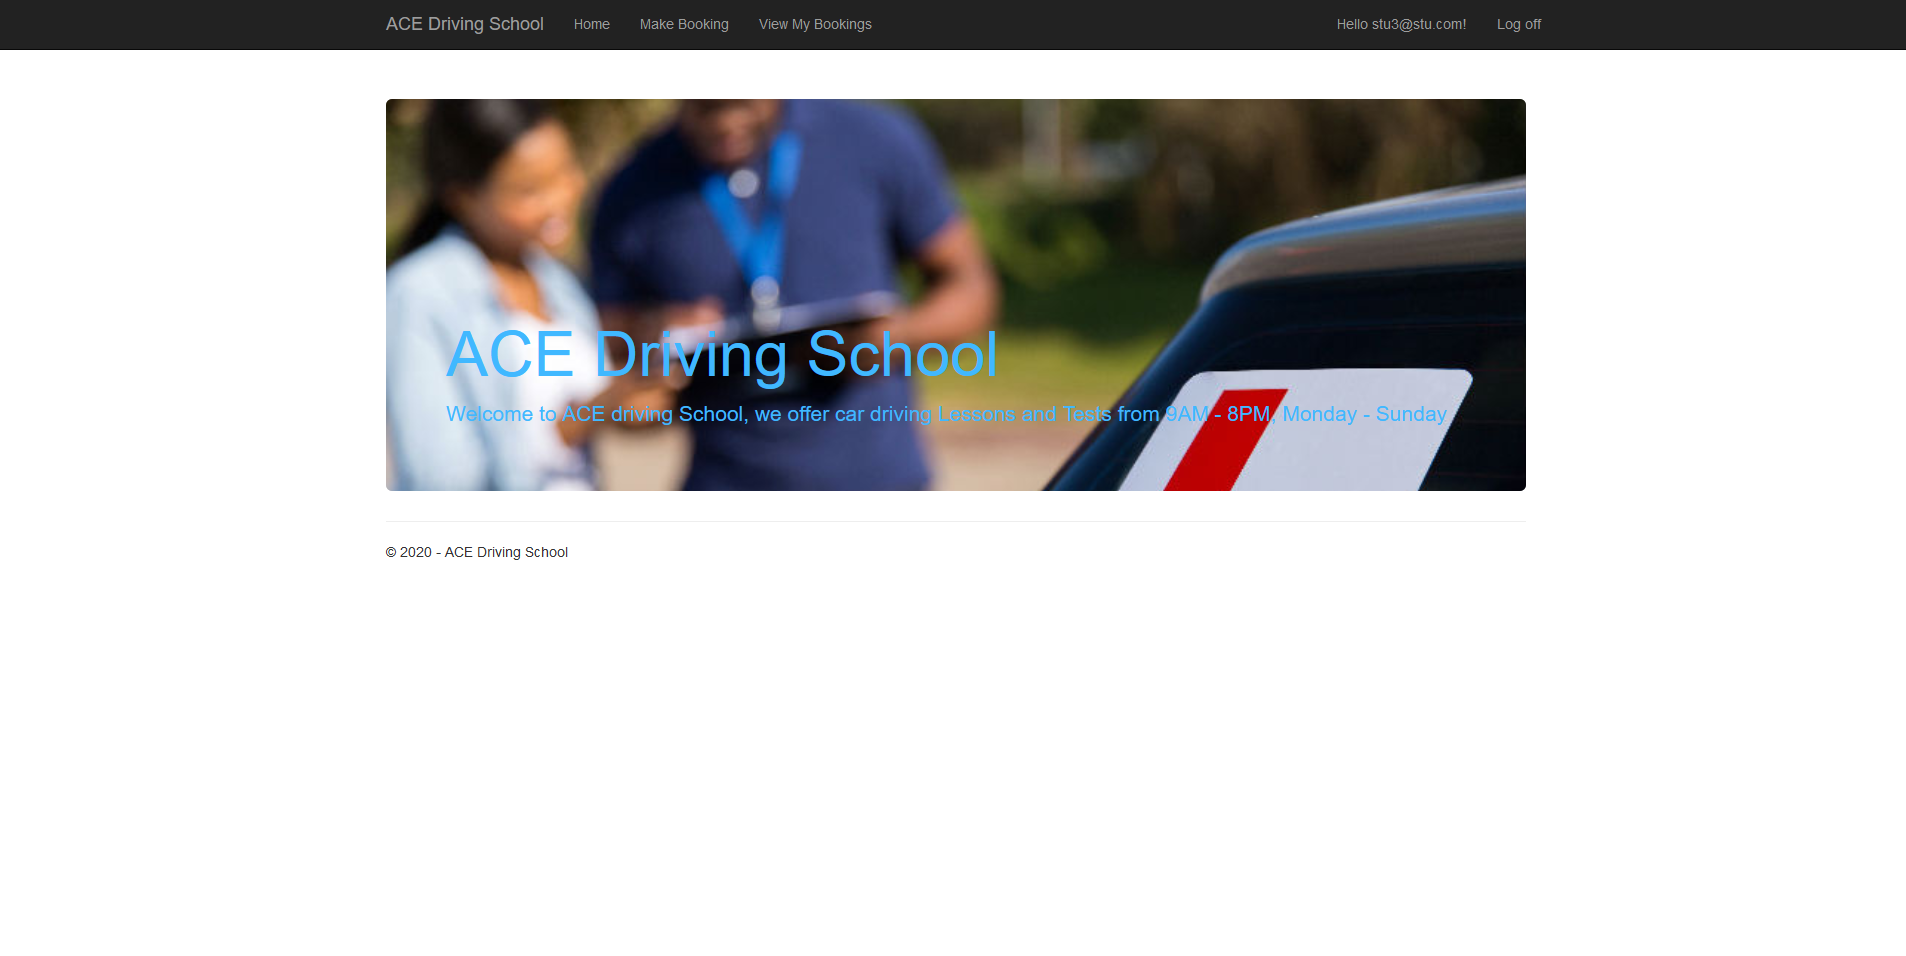 ACE Driving School Home Make Booking View My Bookings Hello stu3@stu.com! Log off
ACE Driving School
Welcome to ACE driving School, we offer car driving Lessons and Tests from 9AM - 8PM, Monday - Sunday
© 2020 - ACE Driving School